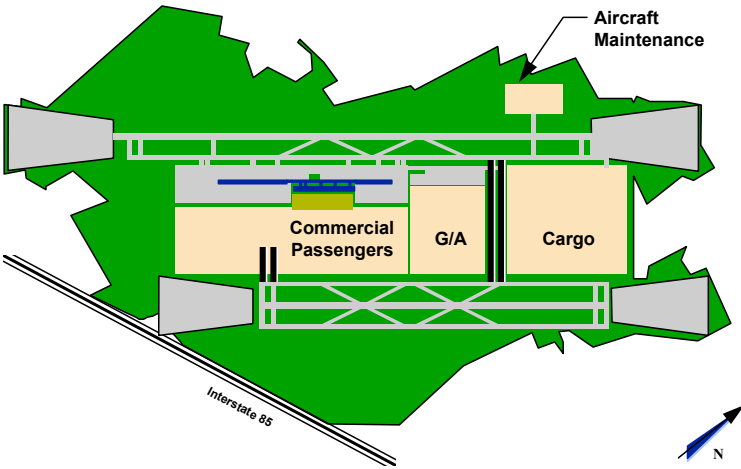 Aircraft
Maintenance
Commercial
Passengers
G/A
Cargo
Interstate 85
N